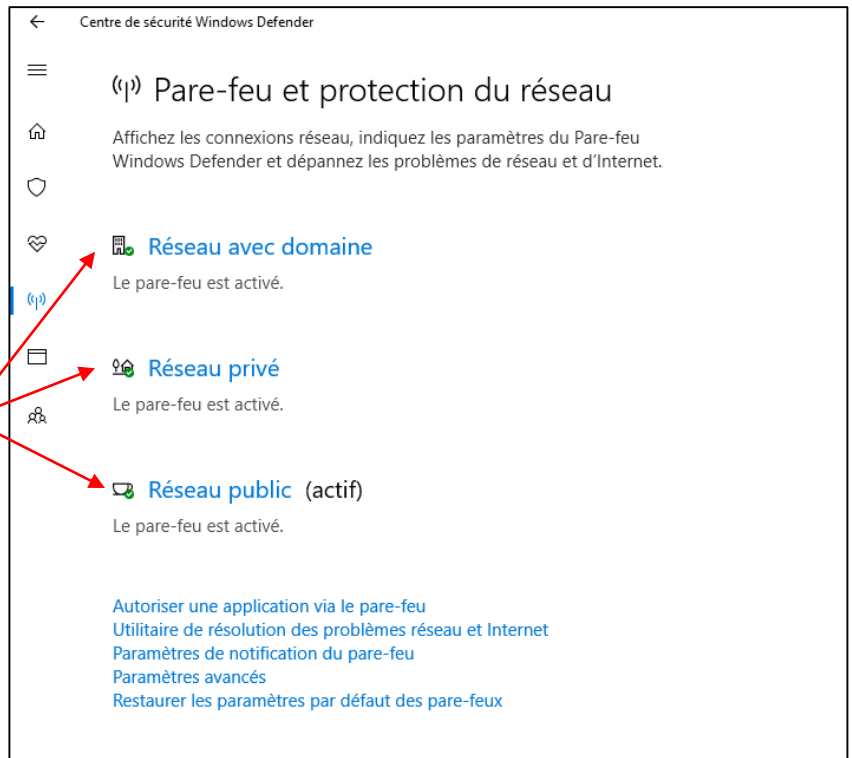 Centre de sécurité Windows Defender
Pare-feu et protection du réseau
Affichez les connexions réseau, indiquez les paramètres du Pare-feu
Windows Defender et dépannez les problèmes de réseau et d'Internet.
Réseau avec domaine
Le pare-feu est activé.
Réseau privé
Le pare-feu est activé.
Réseau public (actif)
Le pare-feu est activé.
Autoriser une application via le pare-feu
Utilitaire de résolution des problèmes réseau et Internet
Paramètres de notification du pare-feu
Paramètres avancés
Restaurer les paramètres par défaut des pare-feux